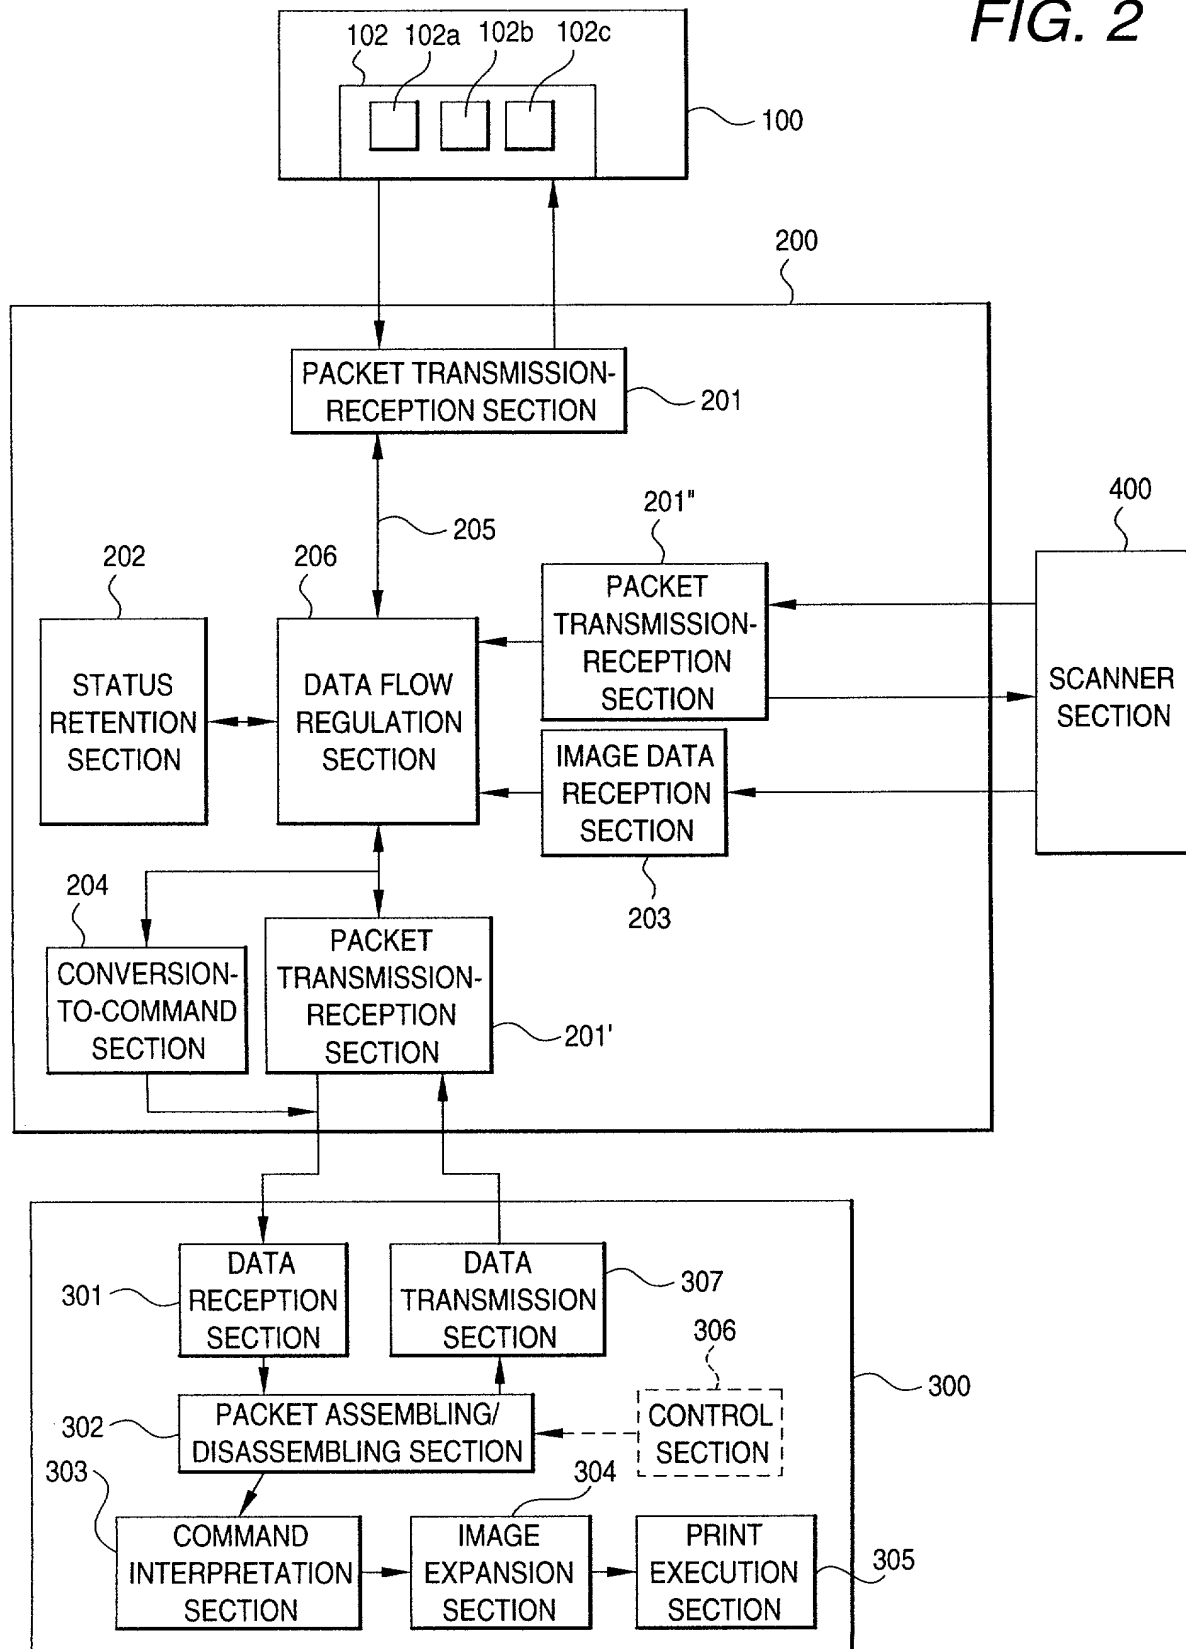 FIG. 2
102 102a 102b 102c
100
200
PACKET TRANSMISSION-
RECEPTION SECTION
201
205
201"
400
202
206
PACKET
TRANSMISSION-
RECEPTION
SECTION
STATUS
RETENTION
SECTION
DATA FLOW
REGULATION
SECTION
SCANNER
SECTION
IMAGE DATA
RECEPTION
SECTION
203
204
CONVERSION-
TO-COMMAND
SECTION
PACKET
TRANSMISSION-
RECEPTION
SECTION
201'
301
DATA
RECEPTION
SECTION
DATA
TRANSMISSION
SECTION
307
306
300
302
PACKET ASSEMBLING/
DISASSEMBLING SECTION
CONTROL
SECTION
303
304
COMMAND
INTERPRETATION
SECTION
IMAGE
EXPANSION
SECTION
PRINT
EXECUTION
SECTION
305